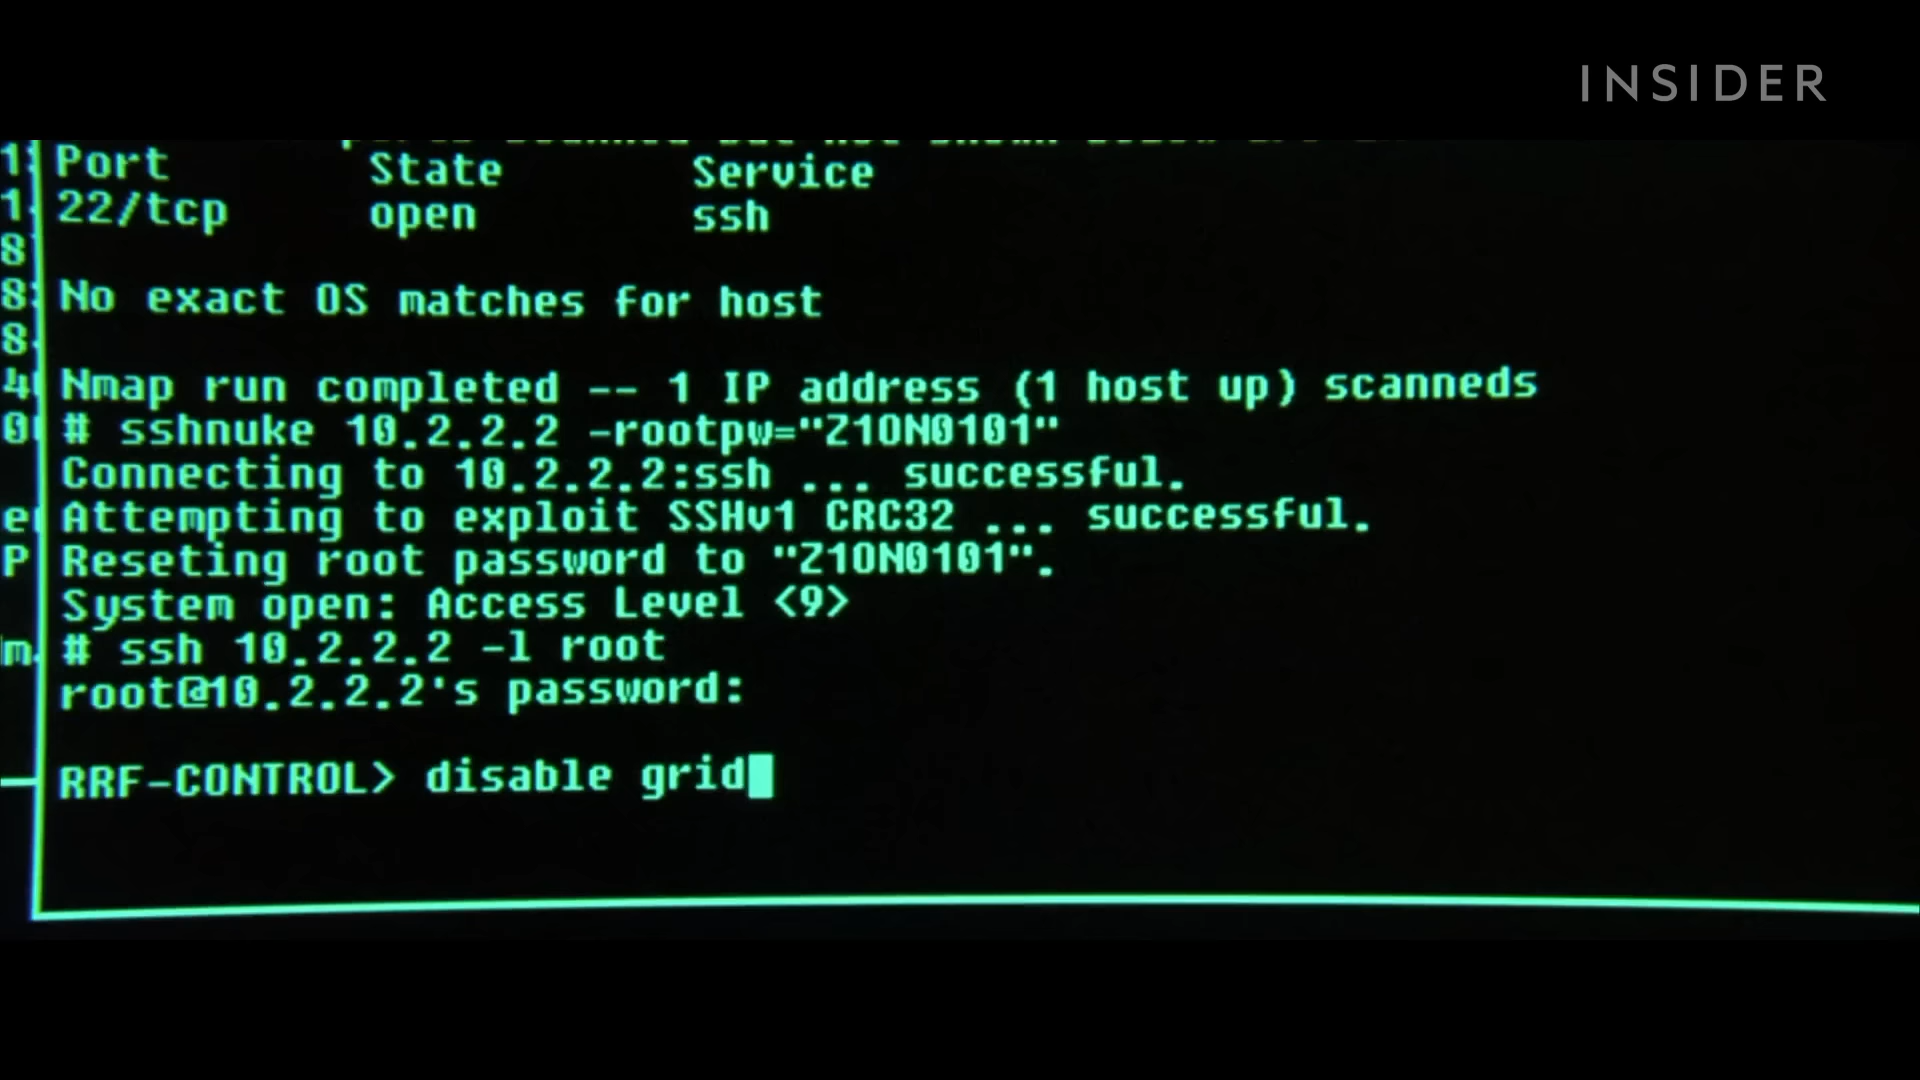 INSIDER
Port State Service
22/tcp open ssh
No exact OS matches for host
Nmap run completed -- 1 IP address (1 host up) scanneds
# sshnuke 10.2.2.2 -rootpw="Z1ON0101"
Connecting to 10.2.2.2:ssh ... successful.
Attempting to exploit SSHv1 CRC32 ... successful.
Reseting root password to "Z1ON0101".
System open: Access Level <9>
# ssh 10.2.2.2 -l root
root@10.2.2.2's password:
RRF-CONTROL> disable grid